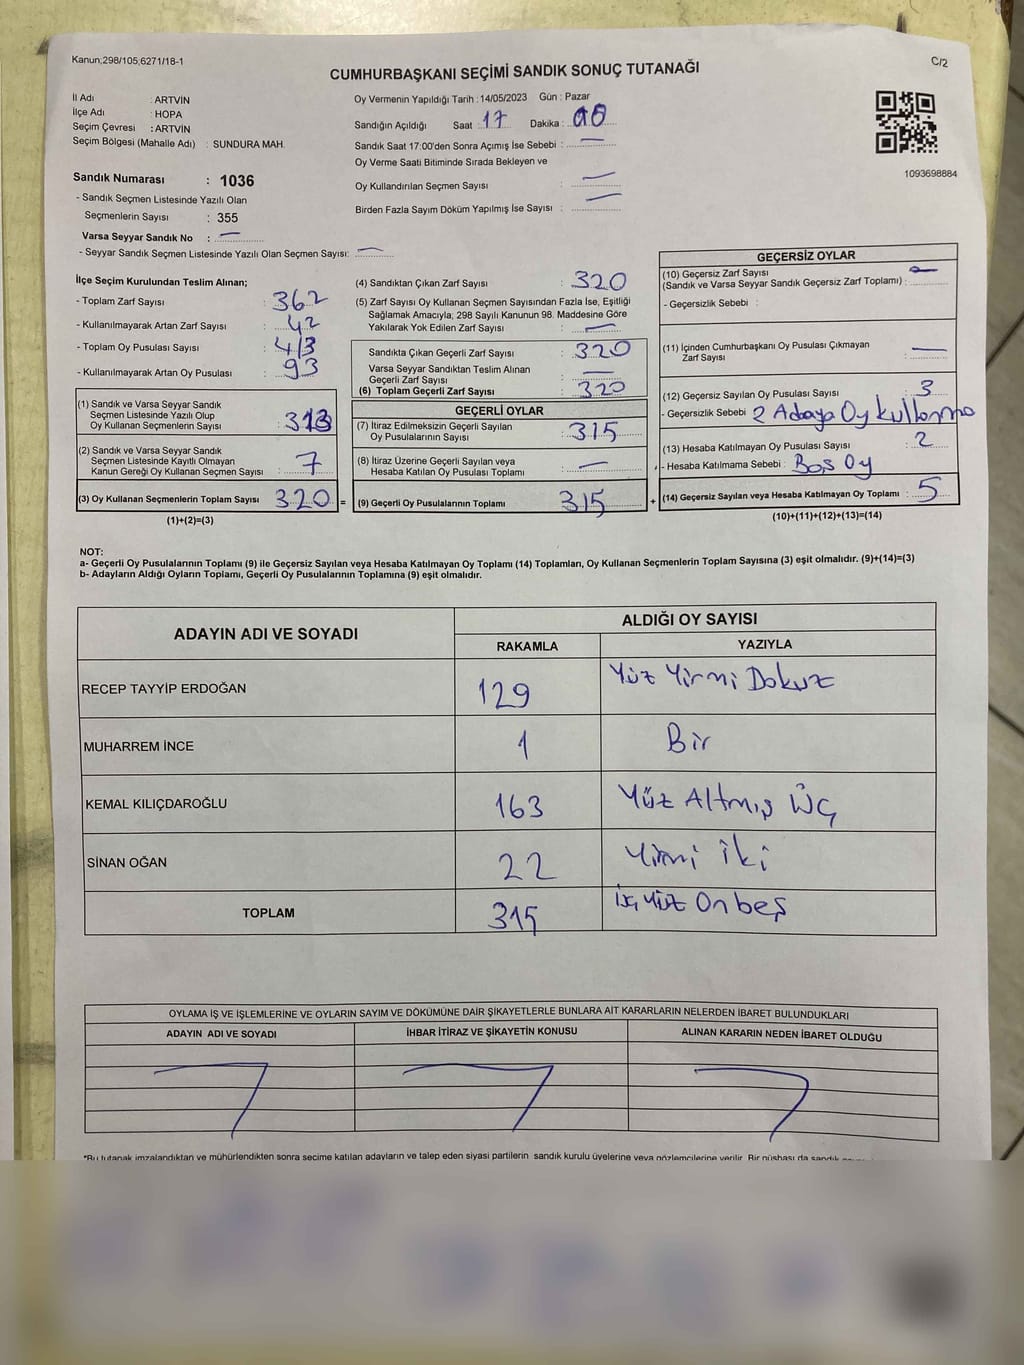 Kanun;298/105;6271/18-1
C/2
CUMHURBAŞKANI SEÇİMİ SANDIK SONUÇ TUTANAĞI
İl Adı : ARTVİN
İlçe Adı : HOPA
Seçim Çevresi : ARTVİN
Seçim Bölgesi (Mahalle Adı) : SUNDURA MAH.
Oy Vermenin Yapıldığı Tarih : 14/05/2023 Gün : Pazar
Sandığın Açıldığı Saat : 17 Dakika :
Sandık Saat 17:00'den Sonra Açımış İse Sebebi : —
Oy Verme Saati Bitiminde Sırada Bekleyen ve
Oy Kullandırılan Seçmen Sayısı : —
Birden Fazla Sayım Döküm Yapılmış İse Sayısı : —
1093698884
Sandık Numarası : 1036
- Sandık Seçmen Listesinde Yazılı Olan
Seçmenlerin Sayısı : 355
Varsa Seyyar Sandık No : —
- Seyyar Sandık Seçmen Listesinde Yazılı Olan Seçmen Sayısı: —
İlçe Seçim Kurulundan Teslim Alınan;
- Toplam Zarf Sayısı : 362
- Kullanılmayarak Artan Zarf Sayısı : 42
- Toplam Oy Pusulası Sayısı : 413
- Kullanılmayarak Artan Oy Pusulası : 93
(1) Sandık ve Varsa Seyyar Sandık
Seçmen Listesinde Yazılı Olup
Oy Kullanan Seçmenlerin Sayısı : 313
(2) Sandık ve Varsa Seyyar Sandık
Seçmen Listesinde Kayıtlı Olmayan
Kanun Gereği Oy Kullanan Seçmen Sayısı : 7
(3) Oy Kullanan Seçmenlerin Toplam Sayısı : 320 =
(1)+(2)=(3)
(4) Sandıktan Çıkan Zarf Sayısı : 320
(5) Zarf Sayısı Oy Kullanan Seçmen Sayısından Fazla İse, Eşitliği
Sağlamak Amacıyla; 298 Sayılı Kanunun 98. Maddesine Göre
Yakılarak Yok Edilen Zarf Sayısı : —
Sandıkta Çıkan Geçerli Zarf Sayısı : 320
Varsa Seyyar Sandıktan Teslim Alınan
Geçerli Zarf Sayısı : —
(6) Toplam Geçerli Zarf Sayısı : 320
GEÇERLİ OYLAR
(7) İtiraz Edilmeksizin Geçerli Sayılan
Oy Pusulalarının Sayısı : 315
(8) İtiraz Üzerine Geçerli Sayılan veya
Hesaba Katılan Oy Pusulası Toplamı : —
(9) Geçerli Oy Pusulalarının Toplamı : 315 +
GEÇERSİZ OYLAR
(10) Geçersiz Zarf Sayısı
(Sandık ve Varsa Seyyar Sandık Geçersiz Zarf Toplamı) : —
- Geçersizlik Sebebi :
(11) İçinden Cumhurbaşkanı Oy Pusulası Çıkmayan
Zarf Sayısı : —
(12) Geçersiz Sayılan Oy Pusulası Sayısı : 3
- Geçersizlik Sebebi : 2 Adaya Oy kullanma
(13) Hesaba Katılmayan Oy Pusulası Sayısı : 2
- Hesaba Katılmama Sebebi : Boş Oy
(14) Geçersiz Sayılan veya Hesaba Katılmayan Oy Toplamı : 5
(10)+(11)+(12)+(13)=(14)
NOT:
a- Geçerli Oy Pusulalarının Toplamı (9) ile Geçersiz Sayılan veya Hesaba Katılmayan Oy Toplamı (14) Toplamları, Oy Kullanan Seçmenlerin Toplam Sayısına (3) eşit olmalıdır. (9)+(14)=(3)
b- Adayların Aldığı Oyların Toplamı, Geçerli Oy Pusulalarının Toplamına (9) eşit olmalıdır.
ADAYIN ADI VE SOYADI
ALDIĞI OY SAYISI
RAKAMLA YAZIYLA
RECEP TAYYİP ERDOĞAN 129 Yüz Yirmi Dokuz
MUHARREM İNCE 1 Bir
KEMAL KILIÇDAROĞLU 163 Yüz Altmış Üç
SİNAN OĞAN 22 Yirmi iki
TOPLAM 315 Üç Yüz Onbeş
OYLAMA İŞ VE İŞLEMLERİNE VE OYLARIN SAYIM VE DÖKÜMÜNE DAİR ŞİKAYETLERLE BUNLARA AİT KARARLARIN NELERDEN İBARET BULUNDUKLARI
ADAYIN ADI VE SOYADI İHBAR İTİRAZ VE ŞİKAYETİN KONUSU ALINAN KARARIN NEDEN İBARET OLDUĞU
*Bu tutanak imzalandıktan ve mühürlendikten sonra seçime katılan adayların ve talep eden siyasi partilerin sandık kurulu üyelerine veya gözlemcilerine verilir. Bir nüshası da